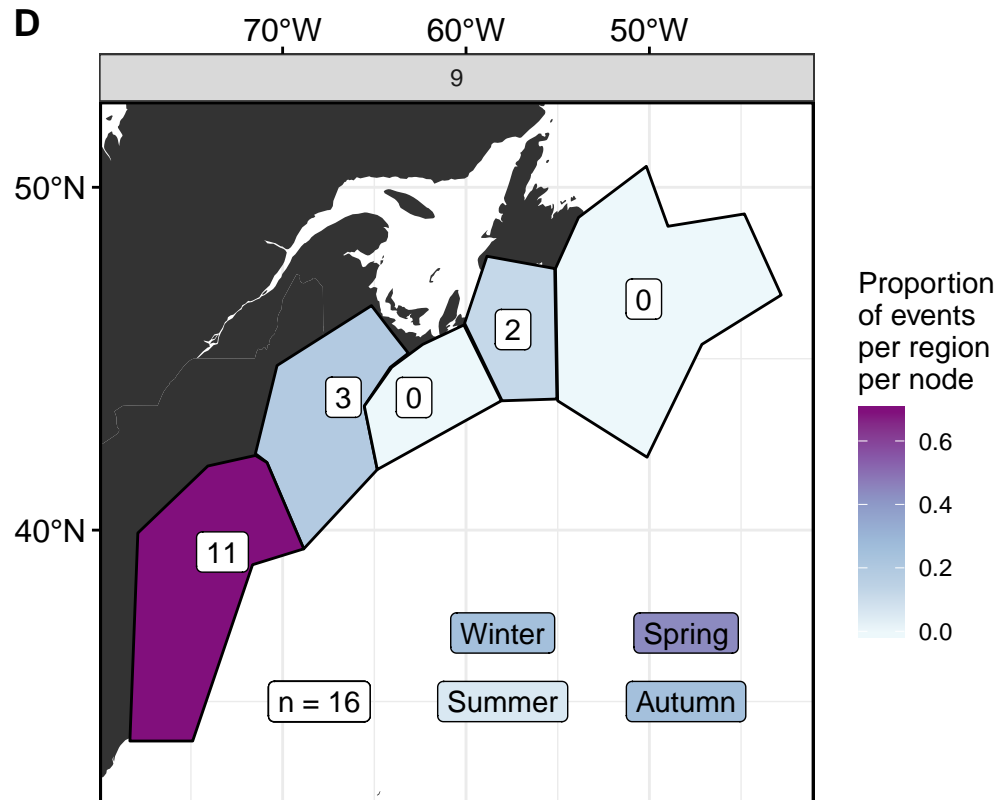 D
70°W 60°W 50°W
9
50°N
40°N
0
2
3
0
11
Winter
Spring
n = 16
Summer
Autumn
Proportion
of events
per region
per node
0.6
0.4
0.2
0.0